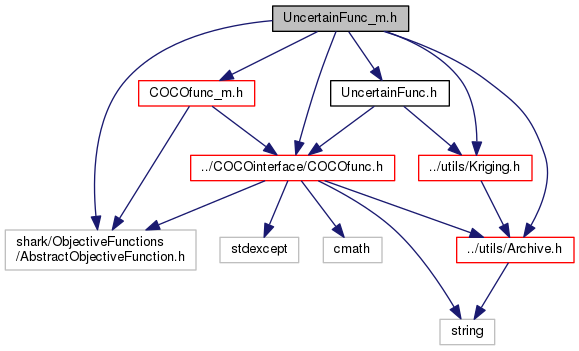 UncertainFunc_m.h
COCOfunc_m.h
UncertainFunc.h
../COCOinterface/COCOfunc.h
../utils/Kriging.h
shark/ObjectiveFunctions
/AbstractObjectiveFunction.h
stdexcept
cmath
../utils/Archive.h
string